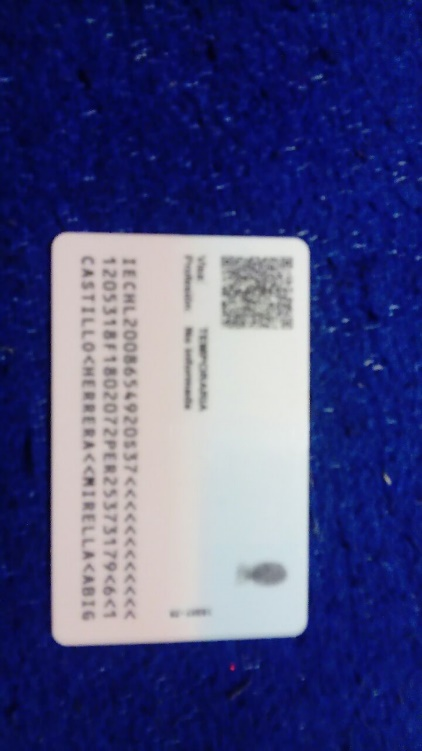 Visa: TEMPORARIA
Profesión: No informada
IECHL2008654920S37<<<<<<<<<<<<
1205318F1802072PER25373179<6<1
CASTILLO<HERRERA<<MIRELLA<ABIG